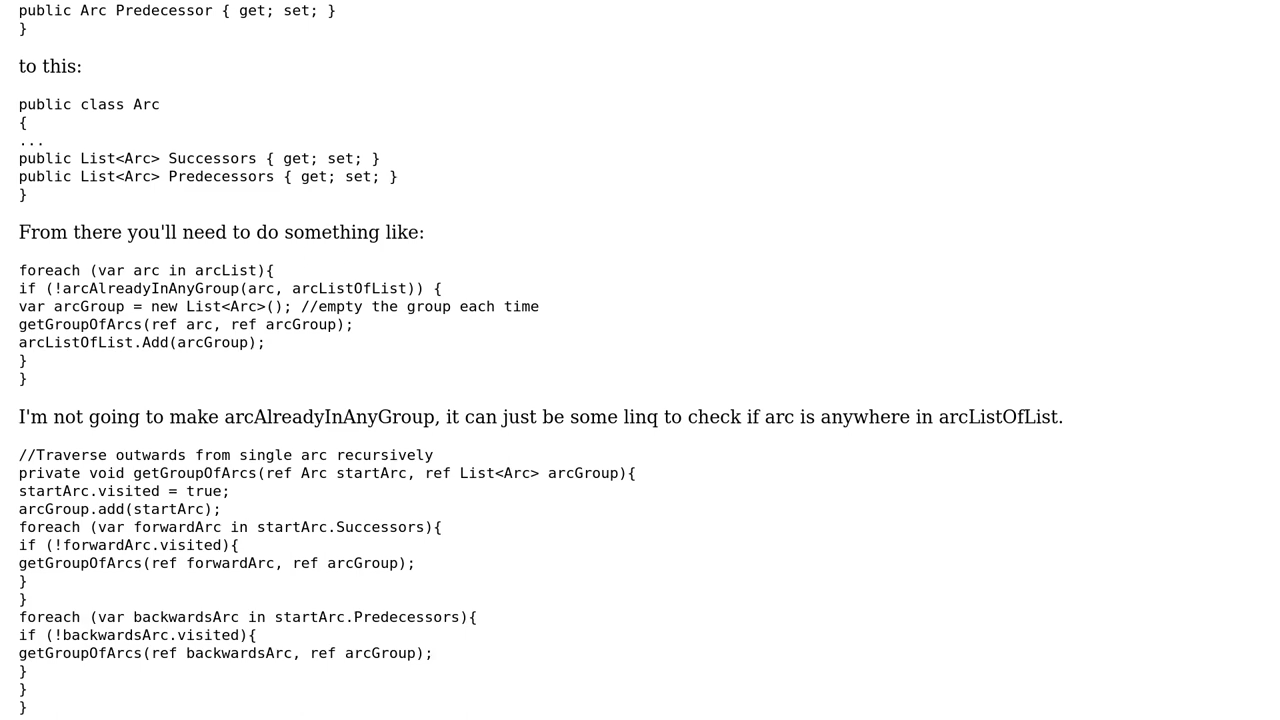 public Arc Predecessor { get; set; }
}
to this:
public class Arc
{
...
public List<Arc> Successors { get; set; }
public List<Arc> Predecessors { get; set; }
}
From there you'll need to do something like:
foreach (var arc in arcList){
if (!arcAlreadyInAnyGroup(arc, arcListOfList)) {
var arcGroup = new List<Arc>(); //empty the group each time
getGroupOfArcs(ref arc, ref arcGroup);
arcListOfList.Add(arcGroup);
}
}
I'm not going to make arcAlreadyInAnyGroup, it can just be some linq to check if arc is anywhere in arcListOfList.
//Traverse outwards from single arc recursively
private void getGroupOfArcs(ref Arc startArc, ref List<Arc> arcGroup){
startArc.visited = true;
arcGroup.add(startArc);
foreach (var forwardArc in startArc.Successors){
if (!forwardArc.visited){
getGroupOfArcs(ref forwardArc, ref arcGroup);
}
}
foreach (var backwardsArc in startArc.Predecessors){
if (!backwardsArc.visited){
getGroupOfArcs(ref backwardsArc, ref arcGroup);
}
}
}